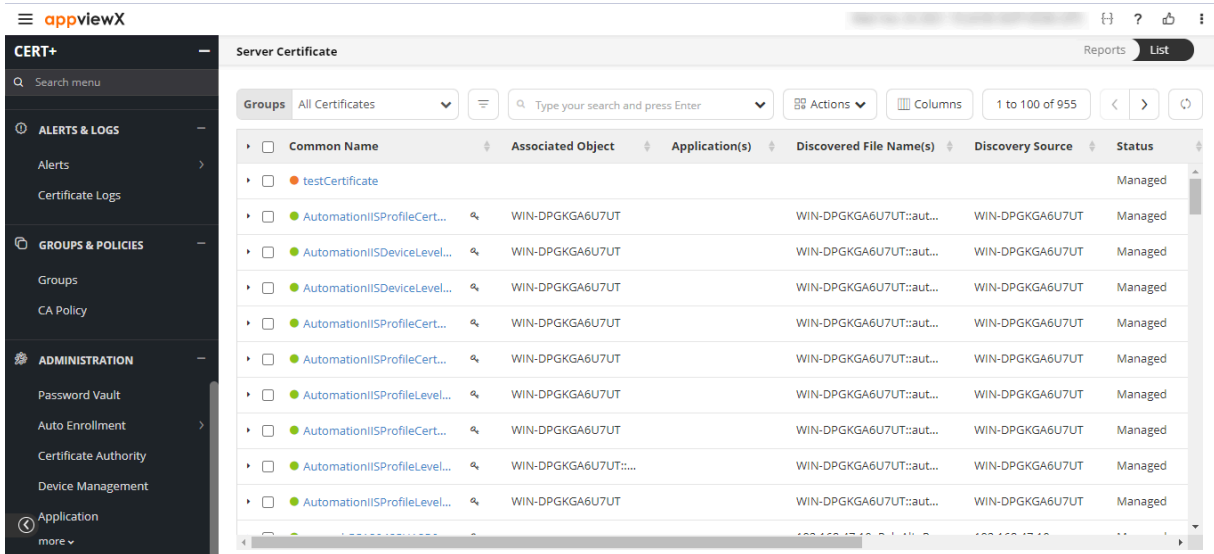 appviewX
?
CERT+
Server Certificate
Reports
List
Search menu
Groups All Certificates
Type your search and press Enter
Actions
Columns
1 to 100 of 955
ALERTS & LOGS
Alerts
Certificate Logs
GROUPS & POLICIES
Groups
CA Policy
ADMINISTRATION
Password Vault
Auto Enrollment
Certificate Authority
Device Management
Application
more
Common Name Associated Object Application(s) Discovered File Name(s) Discovery Source Status
testCertificate Managed
AutomationIISProfileCert... WIN-DPGKGA6U7UT WIN-DPGKGA6U7UT::aut... WIN-DPGKGA6U7UT Managed
AutomationIISDeviceLevel... WIN-DPGKGA6U7UT WIN-DPGKGA6U7UT::aut... WIN-DPGKGA6U7UT Managed
AutomationIISDeviceLevel... WIN-DPGKGA6U7UT WIN-DPGKGA6U7UT::aut... WIN-DPGKGA6U7UT Managed
AutomationIISProfileCert... WIN-DPGKGA6U7UT WIN-DPGKGA6U7UT::aut... WIN-DPGKGA6U7UT Managed
AutomationIISProfileCert... WIN-DPGKGA6U7UT WIN-DPGKGA6U7UT::aut... WIN-DPGKGA6U7UT Managed
AutomationIISProfileLevel... WIN-DPGKGA6U7UT WIN-DPGKGA6U7UT::aut... WIN-DPGKGA6U7UT Managed
AutomationIISProfileCert... WIN-DPGKGA6U7UT WIN-DPGKGA6U7UT::aut... WIN-DPGKGA6U7UT Managed
AutomationIISProfileLevel... WIN-DPGKGA6U7UT::... WIN-DPGKGA6U7UT::aut... WIN-DPGKGA6U7UT Managed
AutomationIISProfileLevel... WIN-DPGKGA6U7UT WIN-DPGKGA6U7UT::aut... WIN-DPGKGA6U7UT Managed